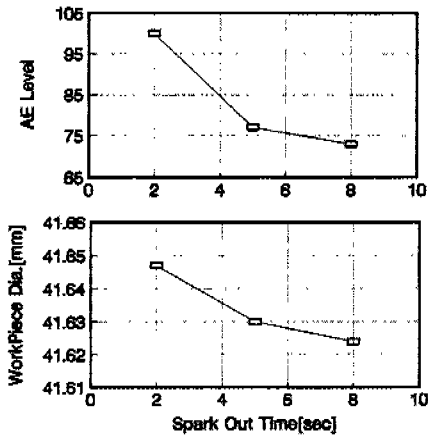 105
95
85
75
65
AE Level
0 2 4 6 8 10
41.66
41.65
41.64
41.63
41.62
41.61
WorkPiece Dia.[mm]
0 2 4 6 8 10
Spark Out Time[sec]